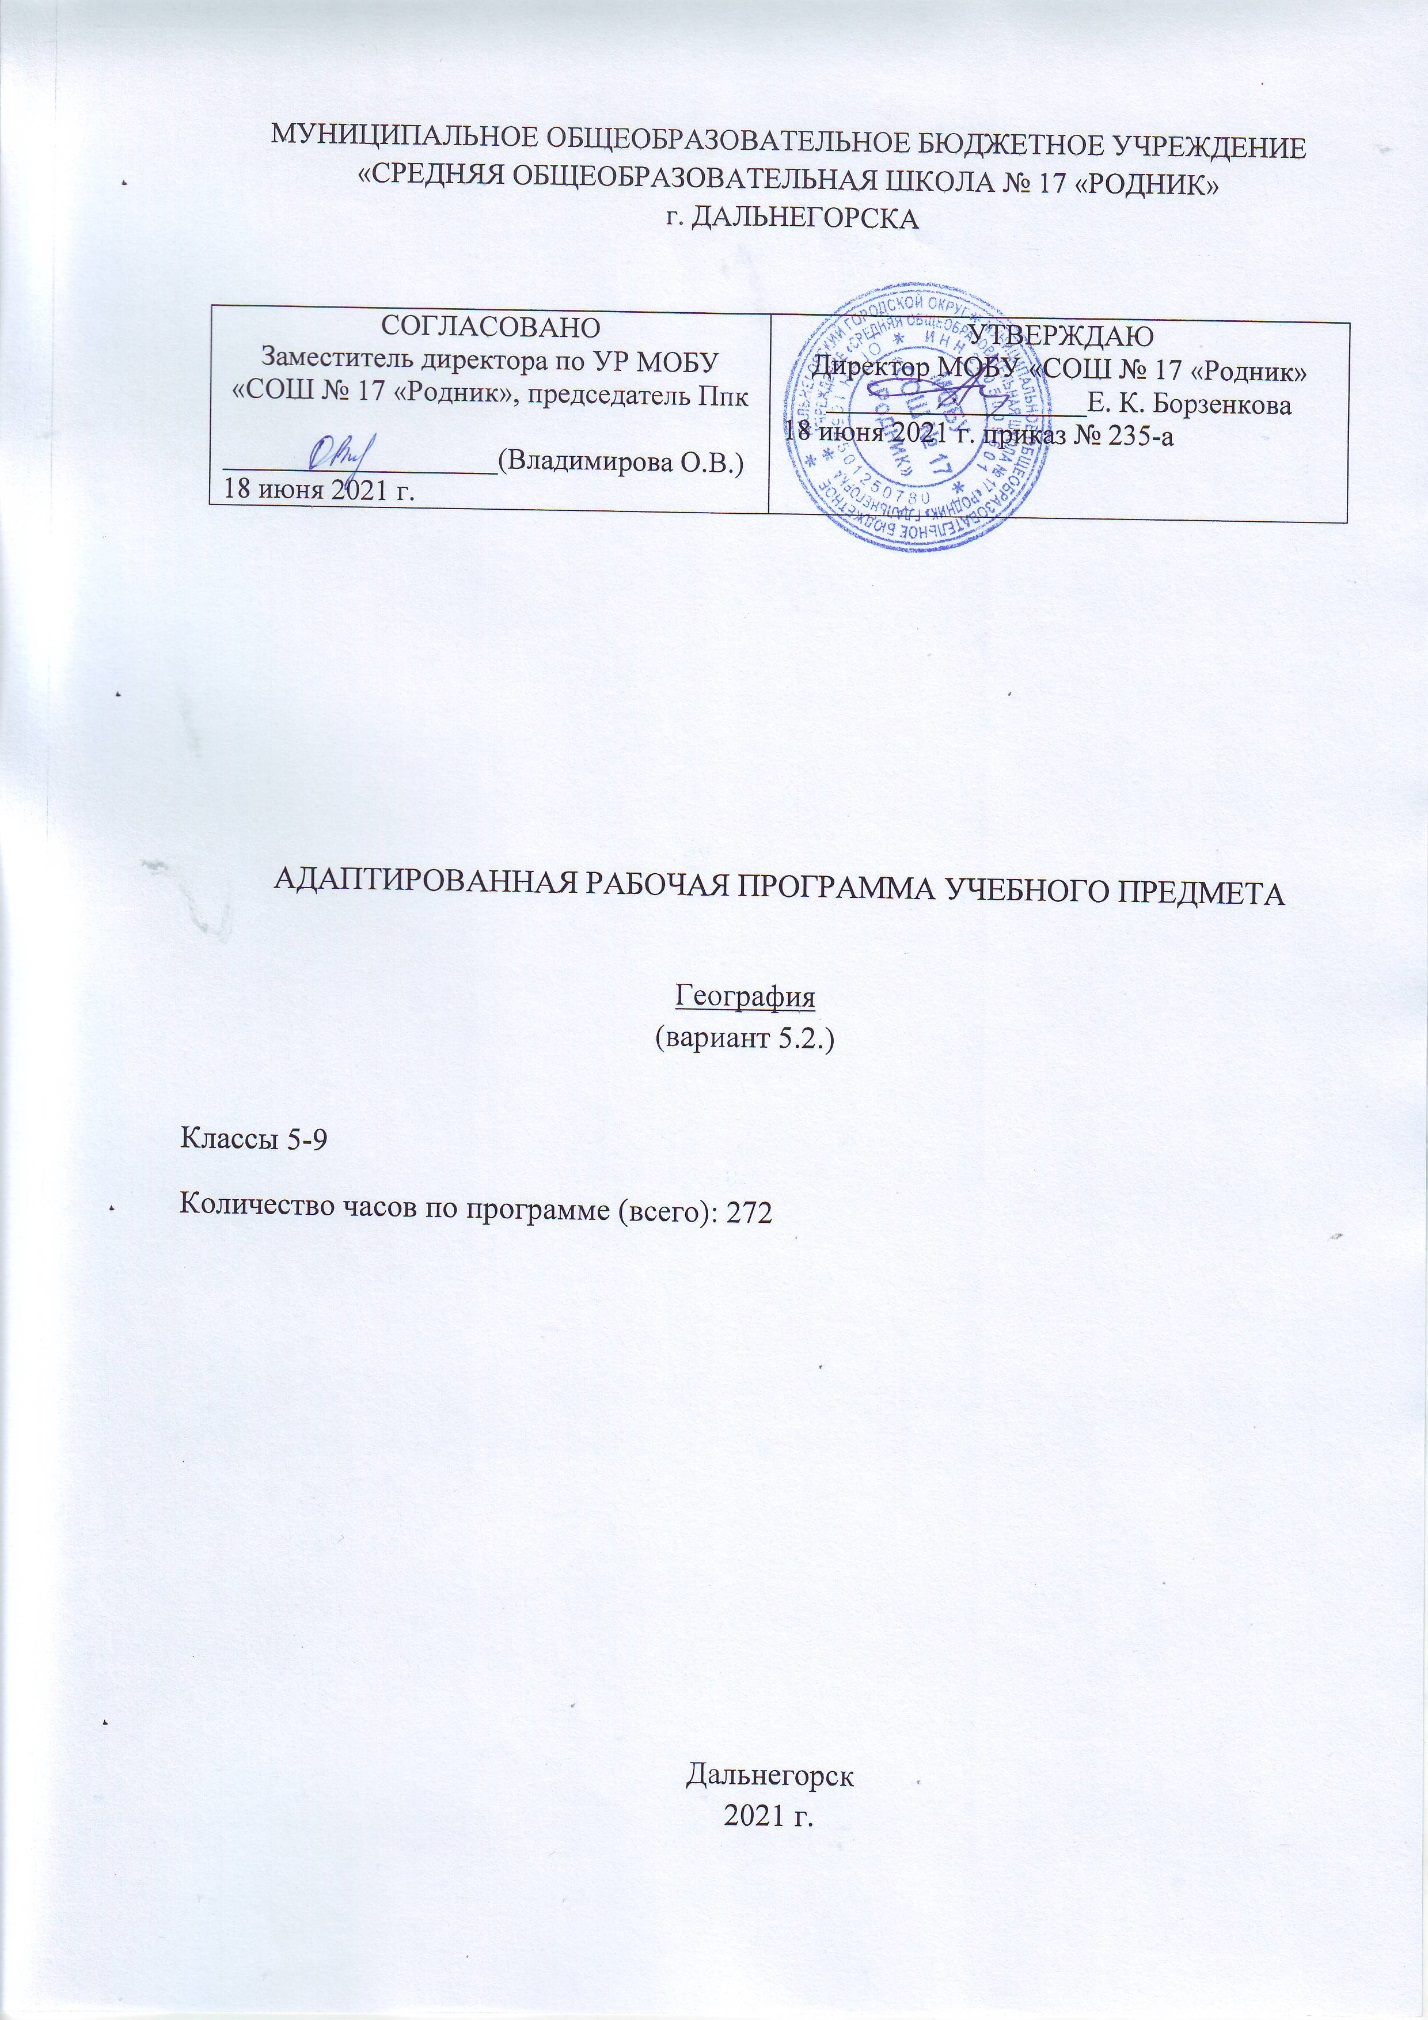 МУНИЦИПАЛЬНОЕ ОБЩЕОБРАЗОВАТЕЛЬНОЕ БЮДЖЕТНОЕ УЧРЕЖДЕНИЕ
«СРЕДНЯЯ ОБЩЕОБРАЗОВАТЕЛЬНАЯ ШКОЛА № 17 «РОДНИК»
г. ДАЛЬНЕГОРСКА
СОГЛАСОВАНО
Заместитель директора по УР МОБУ
«СОШ № 17 «Родник», председатель Ппк
(Владимирова О.В.)
18 июня 2021 г.
УТВЕРЖДАЮ
Директор МОБУ «СОШ № 17 «Родник»
Е. К. Борзенкова
18 июня 2021 г. приказ № 235-а
АДАПТИРОВАННАЯ РАБОЧАЯ ПРОГРАММА УЧЕБНОГО ПРЕДМЕТА
География
(вариант 5.2.)
Классы 5-9
Количество часов по программе (всего): 272
Дальнегорск
2021 г.